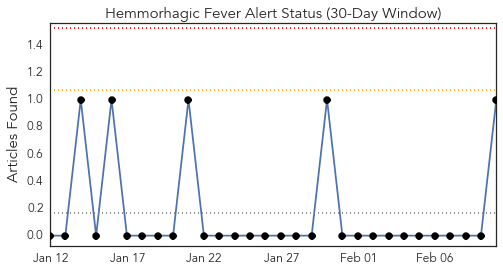 Hemmorhagic Fever Alert Status (30-Day Window)
Articles Found
1.4
1.2
1.0
0.8
0.6
0.4
0.2
0.0
Jan 12 Jan 17 Jan 22 Jan 27 Feb 01 Feb 06